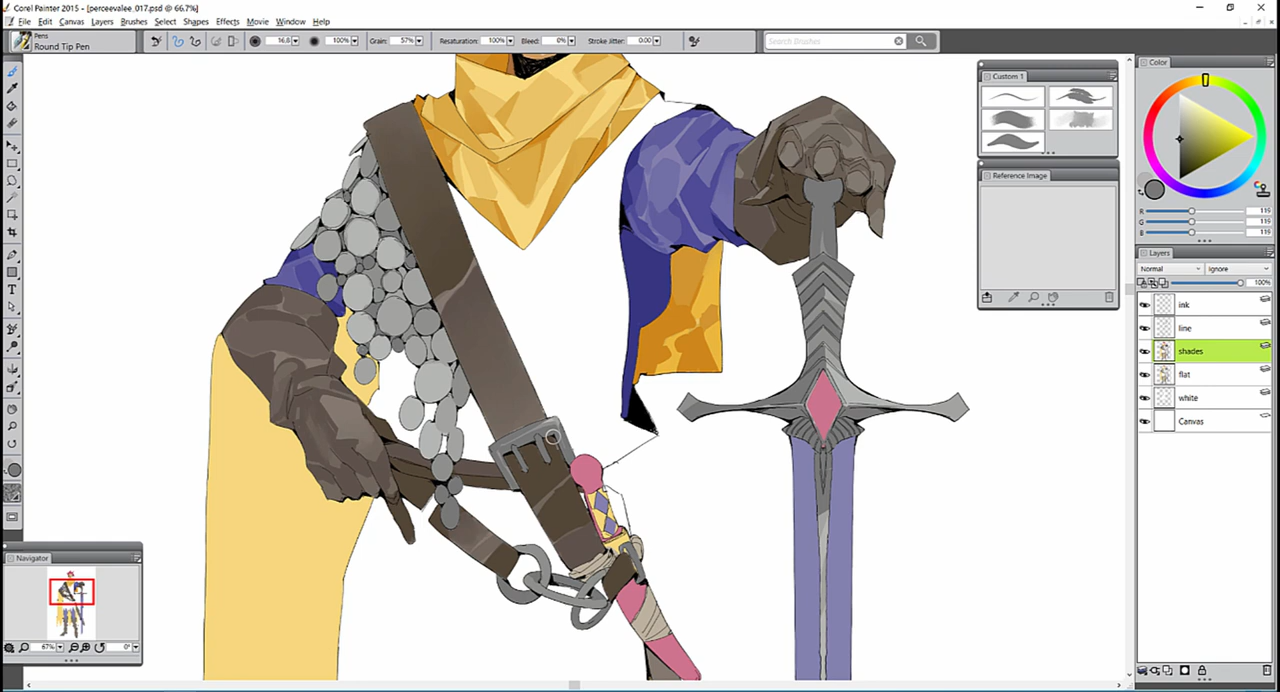 Corel Painter 2015 - [perceevalee_017.psd @ 66.7%]
File Edit Canvas Layers Brushes Select Shapes Effects Movie Window Help
Pens
Round Tip Pen
16.8 100% Grain: 57% Resaturation: 100% Bleed: 0% Stroke Jitter: 0.00 Search Brushes
Custom 1
Reference Image
Color
R 115
G 115
B 115
Layers
Normal Ignore
100%
ink
line
shades
flat
white
Canvas
Navigator
67% 0°